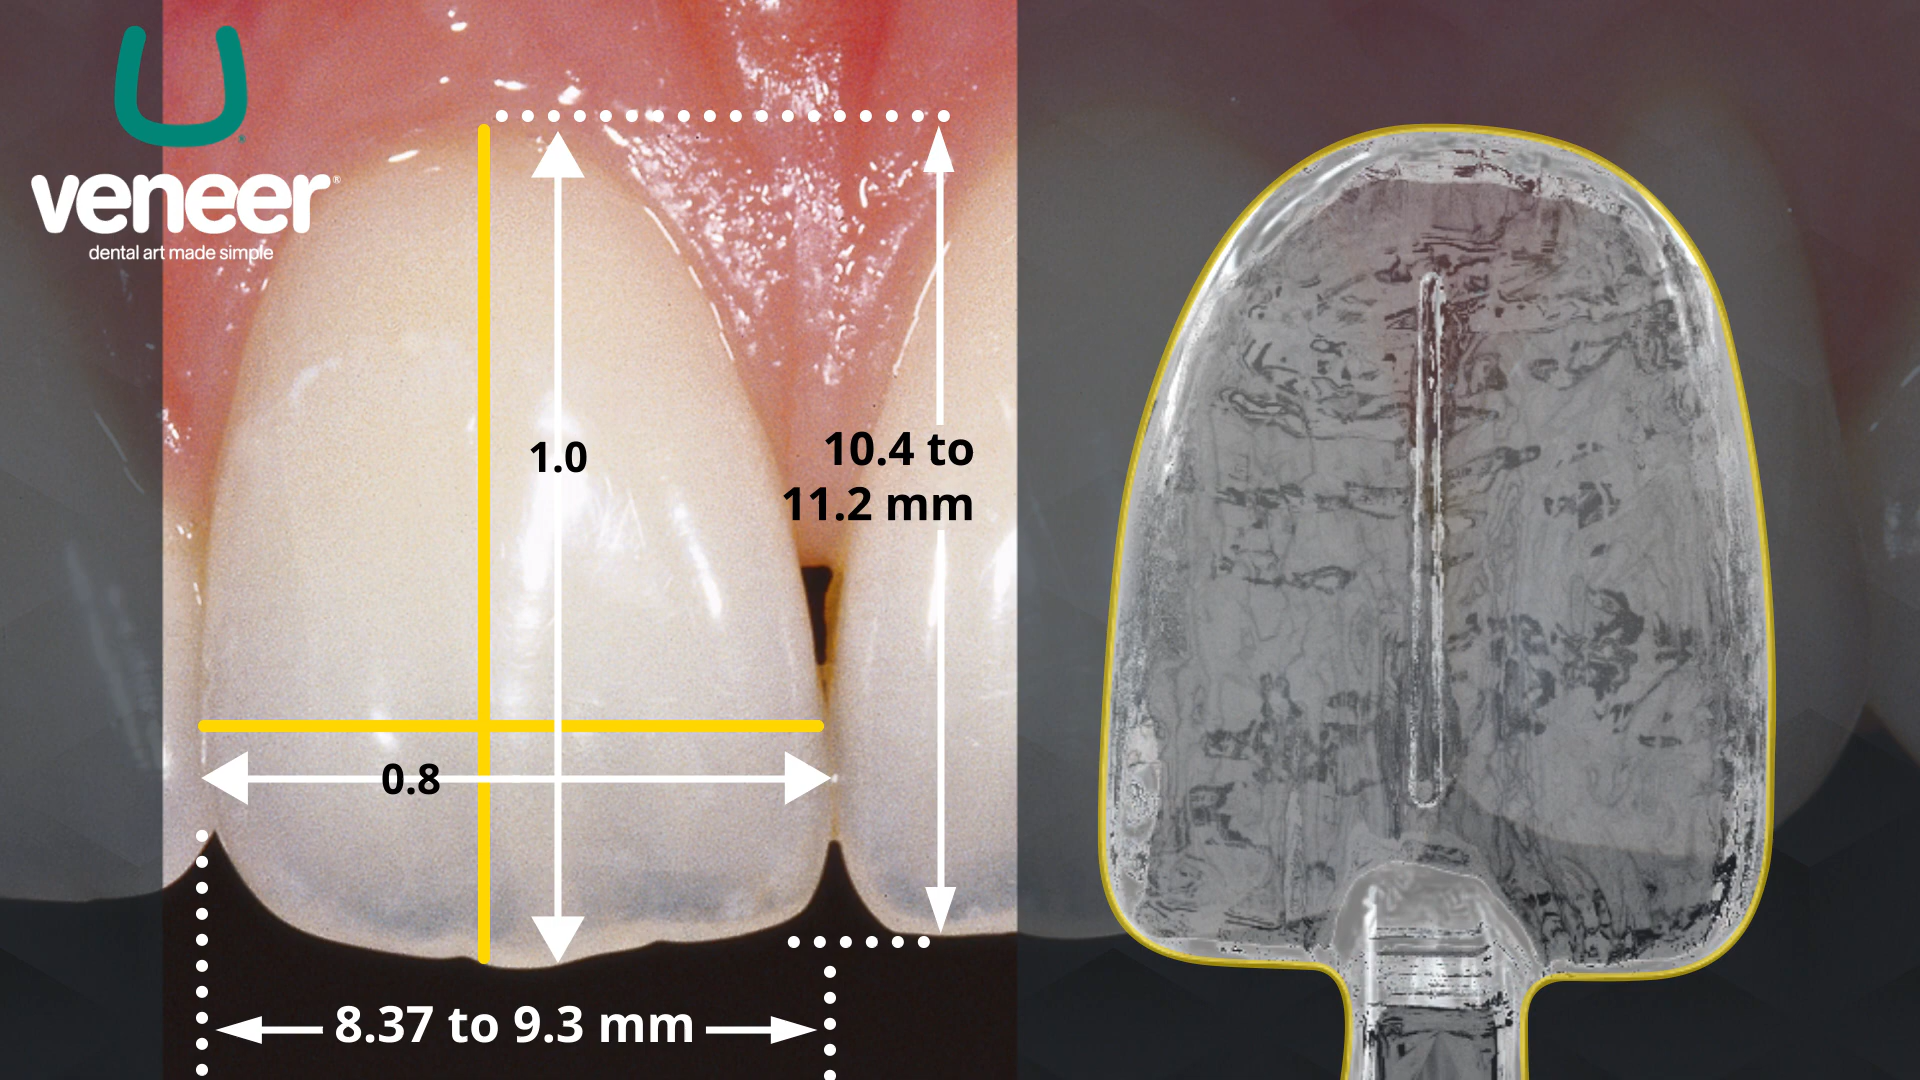 veneer®
dental art made simple
1.0
10.4 to
11.2 mm
0.8
8.37 to 9.3 mm